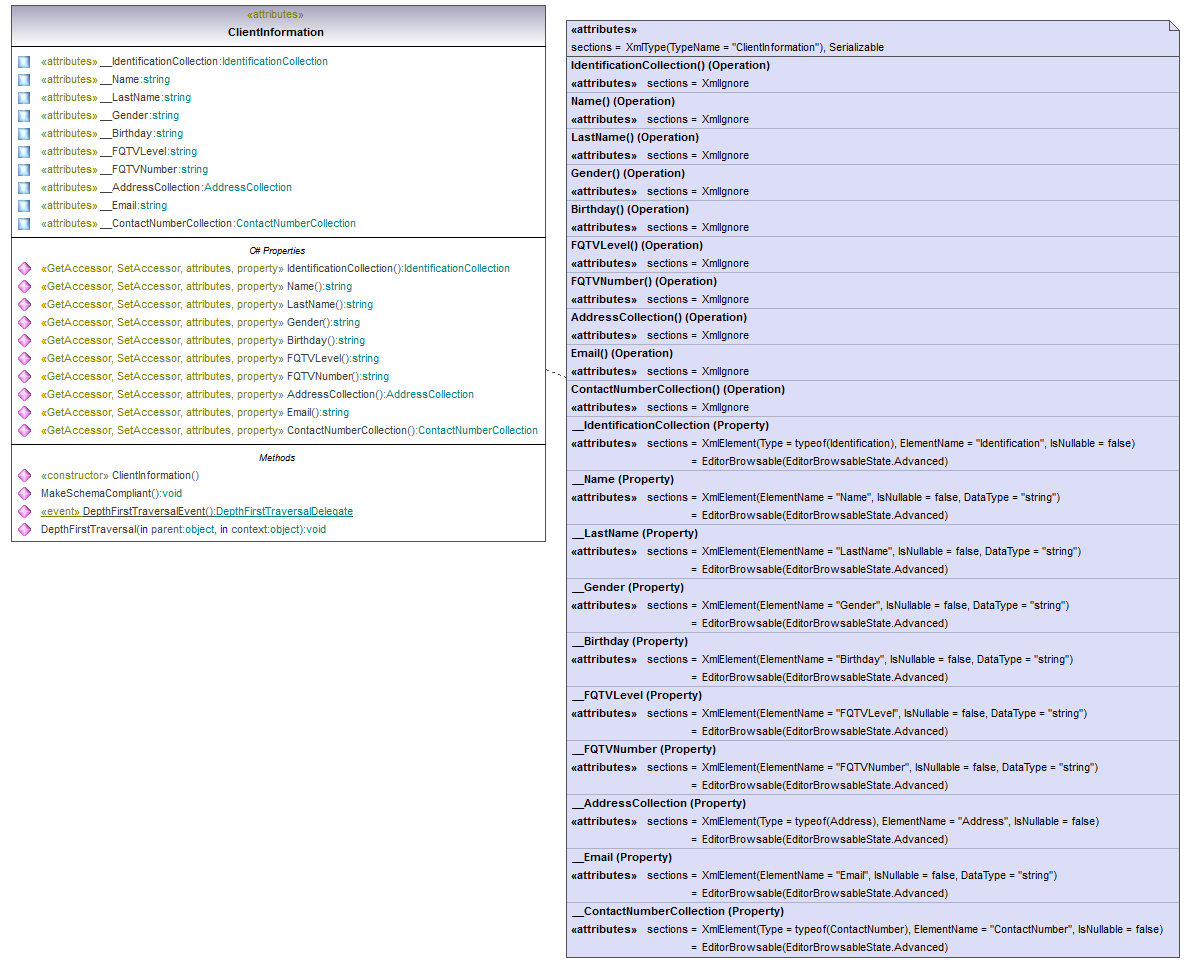 «attributes»
ClientInformation
«attributes» __IdentificationCollection:IdentificationCollection
«attributes» __Name:string
«attributes» __LastName:string
«attributes» __Gender:string
«attributes» __Birthday:string
«attributes» __FQTVLevel:string
«attributes» __FQTVNumber:string
«attributes» __AddressCollection:AddressCollection
«attributes» __Email:string
«attributes» __ContactNumberCollection:ContactNumberCollection
C# Properties
«GetAccessor, SetAccessor, attributes, property» IdentificationCollection():IdentificationCollection
«GetAccessor, SetAccessor, attributes, property» Name():string
«GetAccessor, SetAccessor, attributes, property» LastName():string
«GetAccessor, SetAccessor, attributes, property» Gender():string
«GetAccessor, SetAccessor, attributes, property» Birthday():string
«GetAccessor, SetAccessor, attributes, property» FQTVLevel():string
«GetAccessor, SetAccessor, attributes, property» FQTVNumber():string
«GetAccessor, SetAccessor, attributes, property» AddressCollection():AddressCollection
«GetAccessor, SetAccessor, attributes, property» Email():string
«GetAccessor, SetAccessor, attributes, property» ContactNumberCollection():ContactNumberCollection
Methods
«constructor» ClientInformation()
MakeSchemaCompliant():void
«event» DepthFirstTraversalEvent():DepthFirstTraversalDelegate
DepthFirstTraversal(in parent:object, in context:object):void
«attributes»
sections = XmlType(TypeName = "ClientInformation"), Serializable
IdentificationCollection() (Operation)
«attributes» sections = XmlIgnore
Name() (Operation)
«attributes» sections = XmlIgnore
LastName() (Operation)
«attributes» sections = XmlIgnore
Gender() (Operation)
«attributes» sections = XmlIgnore
Birthday() (Operation)
«attributes» sections = XmlIgnore
FQTVLevel() (Operation)
«attributes» sections = XmlIgnore
FQTVNumber() (Operation)
«attributes» sections = XmlIgnore
AddressCollection() (Operation)
«attributes» sections = XmlIgnore
Email() (Operation)
«attributes» sections = XmlIgnore
ContactNumberCollection() (Operation)
«attributes» sections = XmlIgnore
__IdentificationCollection (Property)
«attributes» sections = XmlElement(Type = typeof(Identification), ElementName = "Identification", IsNullable = false)
= EditorBrowsable(EditorBrowsableState.Advanced)
__Name (Property)
«attributes» sections = XmlElement(ElementName = "Name", IsNullable = false, DataType = "string")
= EditorBrowsable(EditorBrowsableState.Advanced)
__LastName (Property)
«attributes» sections = XmlElement(ElementName = "LastName", IsNullable = false, DataType = "string")
= EditorBrowsable(EditorBrowsableState.Advanced)
__Gender (Property)
«attributes» sections = XmlElement(ElementName = "Gender", IsNullable = false, DataType = "string")
= EditorBrowsable(EditorBrowsableState.Advanced)
__Birthday (Property)
«attributes» sections = XmlElement(ElementName = "Birthday", IsNullable = false, DataType = "string")
= EditorBrowsable(EditorBrowsableState.Advanced)
__FQTVLevel (Property)
«attributes» sections = XmlElement(ElementName = "FQTVLevel", IsNullable = false, DataType = "string")
= EditorBrowsable(EditorBrowsableState.Advanced)
__FQTVNumber (Property)
«attributes» sections = XmlElement(ElementName = "FQTVNumber", IsNullable = false, DataType = "string")
= EditorBrowsable(EditorBrowsableState.Advanced)
__AddressCollection (Property)
«attributes» sections = XmlElement(Type = typeof(Address), ElementName = "Address", IsNullable = false)
= EditorBrowsable(EditorBrowsableState.Advanced)
__Email (Property)
«attributes» sections = XmlElement(ElementName = "Email", IsNullable = false, DataType = "string")
= EditorBrowsable(EditorBrowsableState.Advanced)
__ContactNumberCollection (Property)
«attributes» sections = XmlElement(Type = typeof(ContactNumber), ElementName = "ContactNumber", IsNullable = false)
= EditorBrowsable(EditorBrowsableState.Advanced)